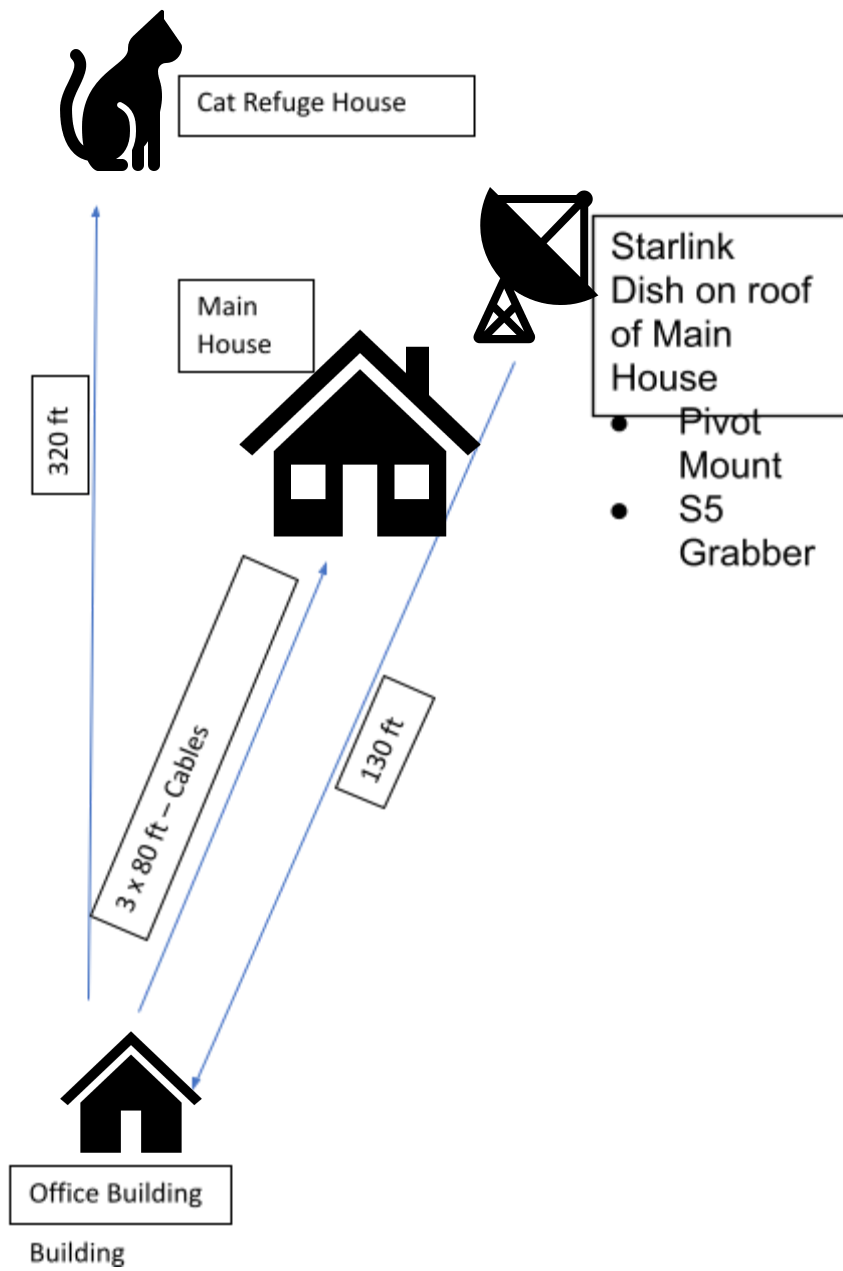 Cat Refuge House
Starlink
Dish on roof
of Main
House
● Pivot
Mount
● S5
Grabber
Main
House
320 ft
3 x 80 ft – Cables
130 ft
Office Building
Building